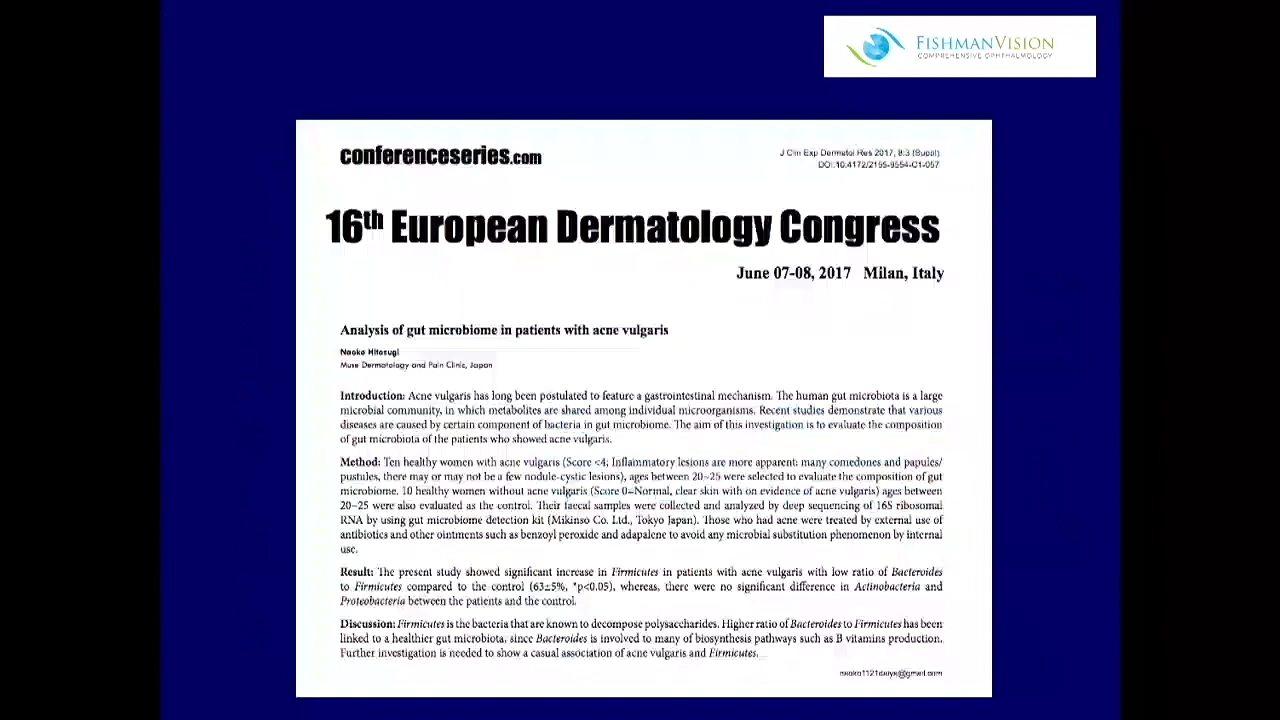 FISHMANVISION
COMPREHENSIVE OPHTHALMOLOGY
conferenceseries.com
J Clin Exp Dermatol Res 2017, 8:3 (Suppl)
DOI:10.4172/2155-9554-C1-057
16th European Dermatology Congress
June 07-08, 2017 Milan, Italy
Analysis of gut microbiome in patients with acne vulgaris
Naoko Hitosugi
Muse Dermatology and Pain Clinic, Japan
Introduction: Acne vulgaris has long been postulated to feature a gastrointestinal mechanism. The human gut microbiota is a large
microbial community, in which metabolites are shared among individual microorganisms. Recent studies demonstrate that various
diseases are caused by certain component of bacteria in gut microbiome. The aim of this investigation is to evaluate the composition
of gut microbiota of the patients who showed acne vulgaris.
Method: Ten healthy women with acne vulgaris (Score <4; Inflammatory lesions are more apparent: many comedones and papules/
pustules, there may or may not be a few nodule-cystic lesions), ages between 20~25 were selected to evaluate the composition of gut
microbiome. 10 healthy women without acne vulgaris (Score 0=Normal, clear skin with on evidence of acne vulgaris) ages between
20~25 were also evaluated as the control. Their faecal samples were collected and analyzed by deep sequencing of 16S ribosomal
RNA by using gut microbiome detection kit (Mikinso Co. Ltd., Tokyo Japan). Those who had acne were treated by external use of
antibiotics and other ointments such as benzoyl peroxide and adapalene to avoid any microbial substitution phenomenon by internal
use.
Result: The present study showed significant increase in Firmicutes in patients with acne vulgaris with low ratio of Bacteroides
to Firmicutes compared to the control (63±5%, *p<0.05), whereas, there were no significant difference in Actinobacteria and
Proteobacteria between the patients and the control.
Discussion: Firmicutes is the bacteria that are known to decompose polysaccharides. Higher ratio of Bacteroides to Firmicutes has been
linked to a healthier gut microbiota, since Bacteroides is involved to many of biosynthesis pathways such as B vitamins production.
Further investigation is needed to show a casual association of acne vulgaris and Firmicutes.